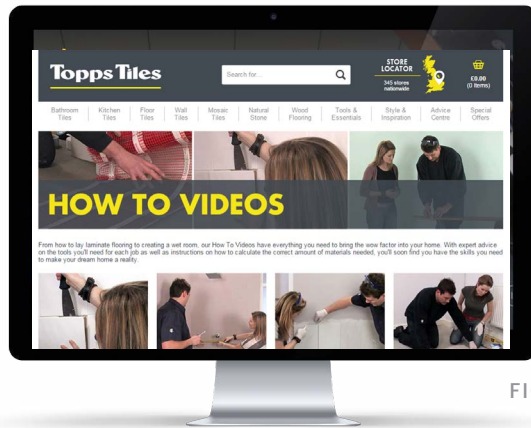 Topps Tiles
Search for...
STORE
LOCATOR
345 stores
nationwide
£0.00
(0 items)
Bathroom
Tiles
Kitchen
Tiles
Floor
Tiles
Wall
Tiles
Mosaic
Tiles
Natural
Stone
Wood
Flooring
Tools &
Essentials
Style &
Inspiration
Advice
Centre
Special
Offers
HOW TO VIDEOS
From how to lay laminate flooring to creating a wet room, our How To Videos have everything you need to bring the wow factor into your home. With expert advice
on the tools you'll need for each job as well as instructions on how to calculate the correct amount of materials needed, you'll soon find you have the skills you need
to make your dream home a reality.
FI